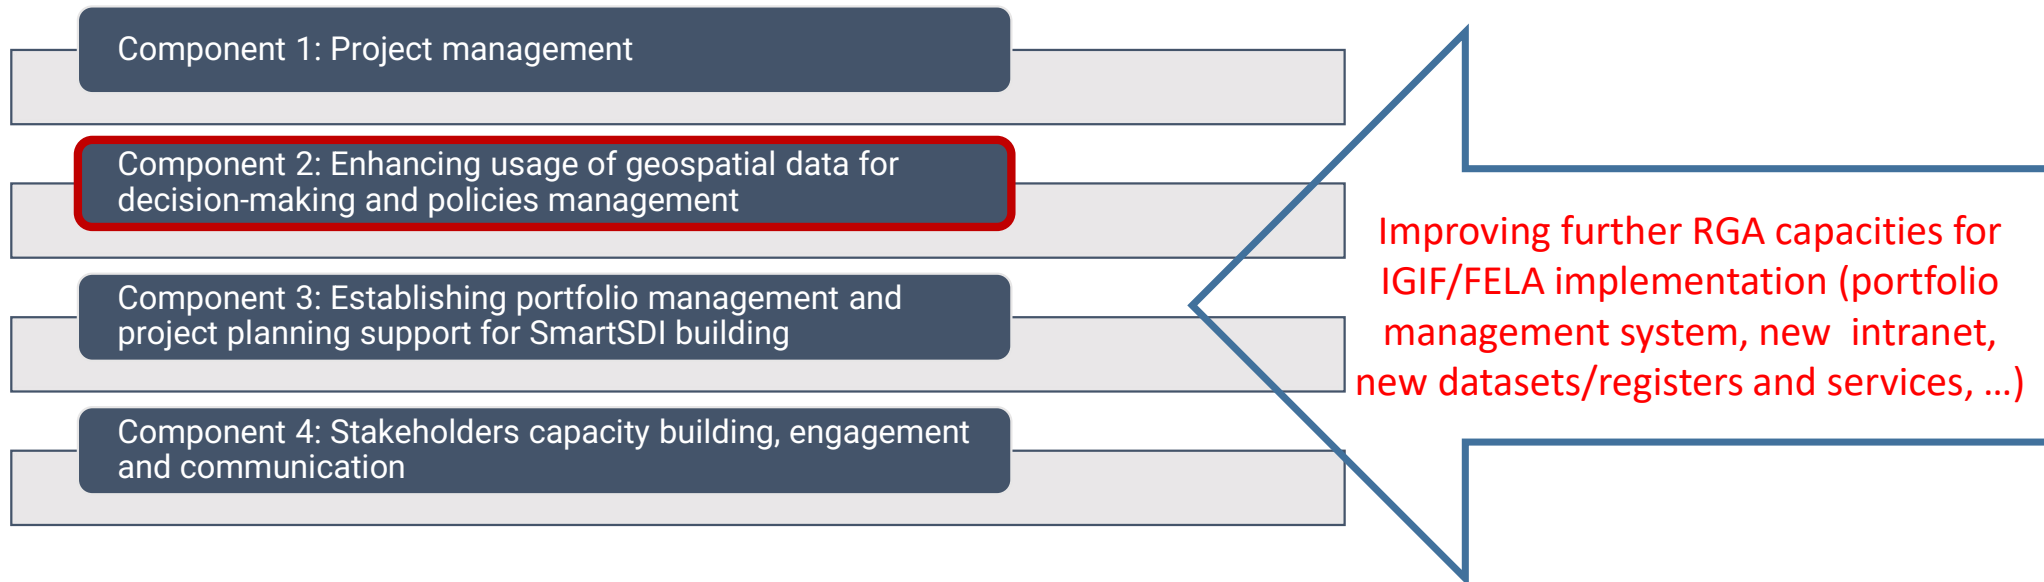 Component 1: Project management
Component 2: Enhancing usage of geospatial data for
decision-making and policies management
Component 3: Establishing portfolio management and
project planning support for SmartSDI building
Component 4: Stakeholders capacity building, engagement
and communication
Improving further RGA capacities for
IGIF/FELA implementation (portfolio
management system, new intranet,
new datasets/registers and services, ...)